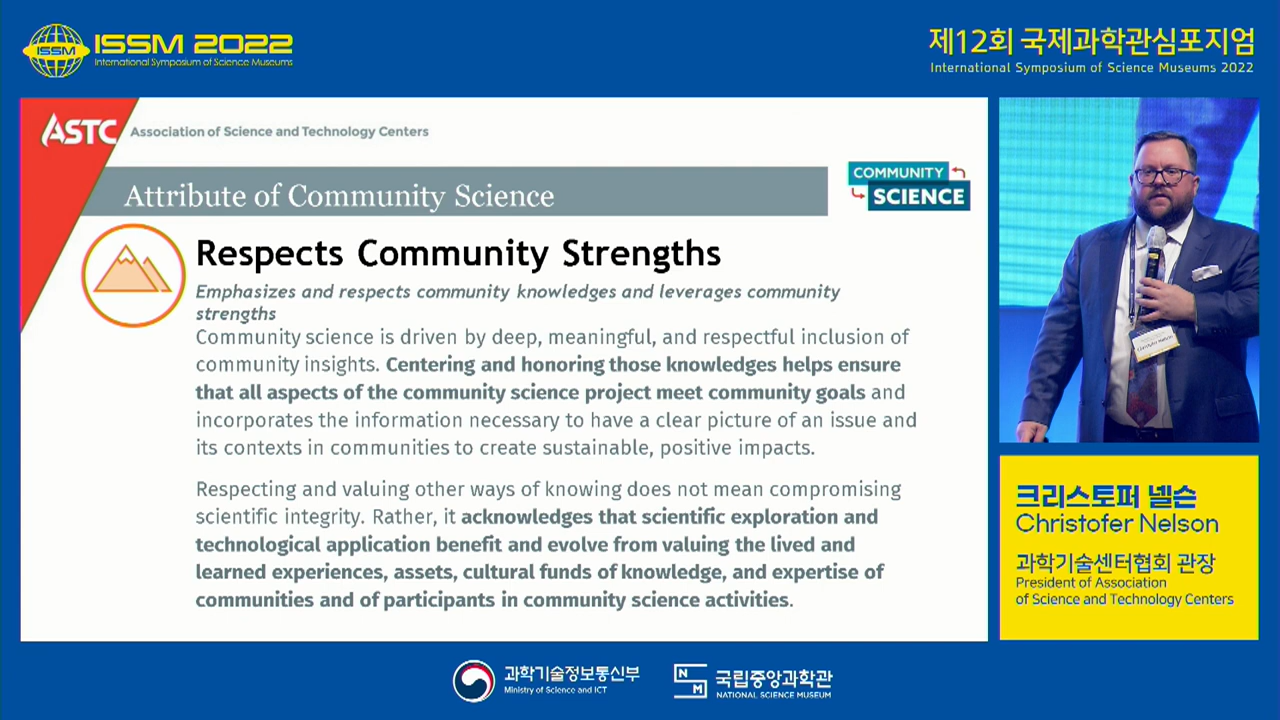 ISSM
ISSM 2022
International Symposium of Science Museums
제12회 국제과학관심포지엄
International Symposium of Science Museums 2022
ASTC Association of Science and Technology Centers
Attribute of Community Science
COMMUNITY
SCIENCE
Respects Community Strengths
Emphasizes and respects community knowledges and leverages community
strengths
Community science is driven by deep, meaningful, and respectful inclusion of
community insights. Centering and honoring those knowledges helps ensure
that all aspects of the community science project meet community goals and
incorporates the information necessary to have a clear picture of an issue and
its contexts in communities to create sustainable, positive impacts.
Respecting and valuing other ways of knowing does not mean compromising
scientific integrity. Rather, it acknowledges that scientific exploration and
technological application benefit and evolve from valuing the lived and
learned experiences, assets, cultural funds of knowledge, and expertise of
communities and of participants in community science activities.
Christofer Nelson
크리스토퍼 넬슨
Christofer Nelson
과학기술센터협회 관장
President of Association
of Science and Technology Centers
과학기술정보통신부
Ministry of Science and ICT
N
M
국립중앙과학관
NATIONAL SCIENCE MUSEUM